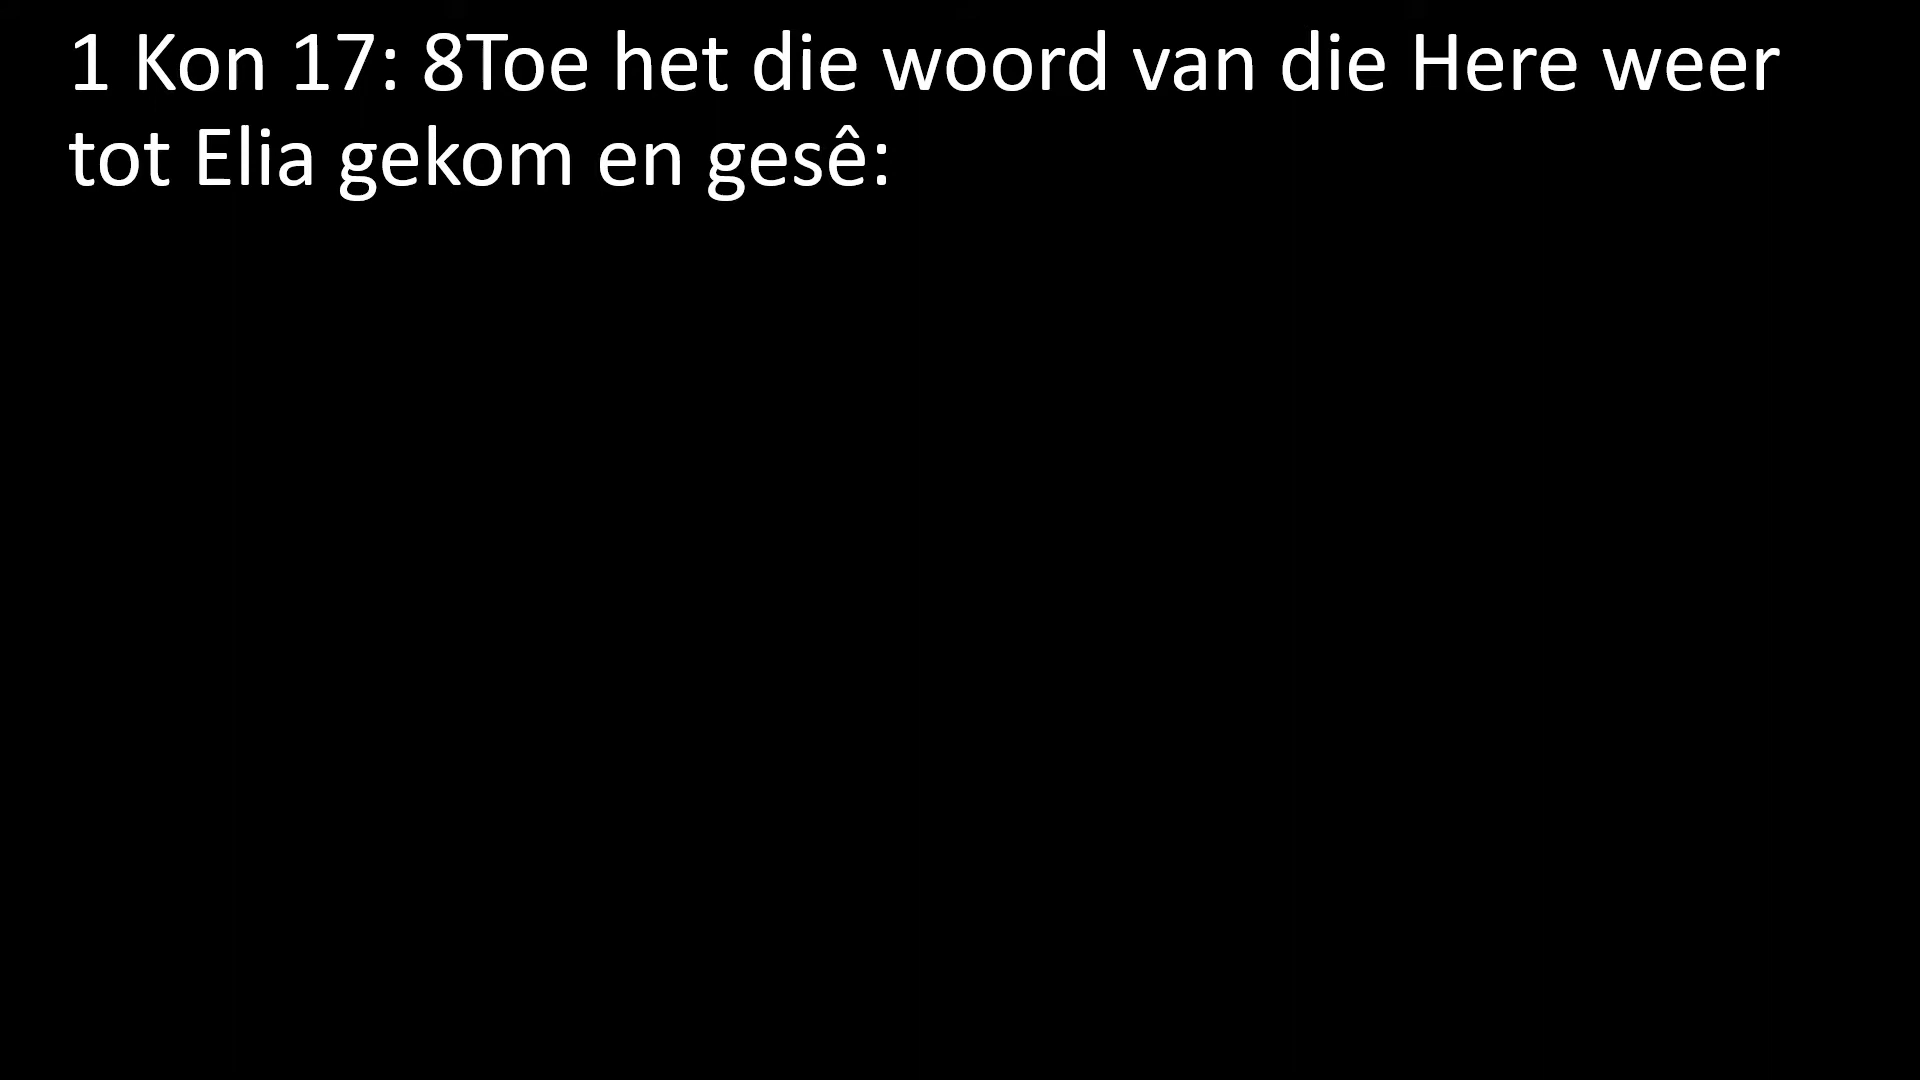 1 Kon 17: 8Toe het die woord van die Here weer
tot Elia gekom en gesê: